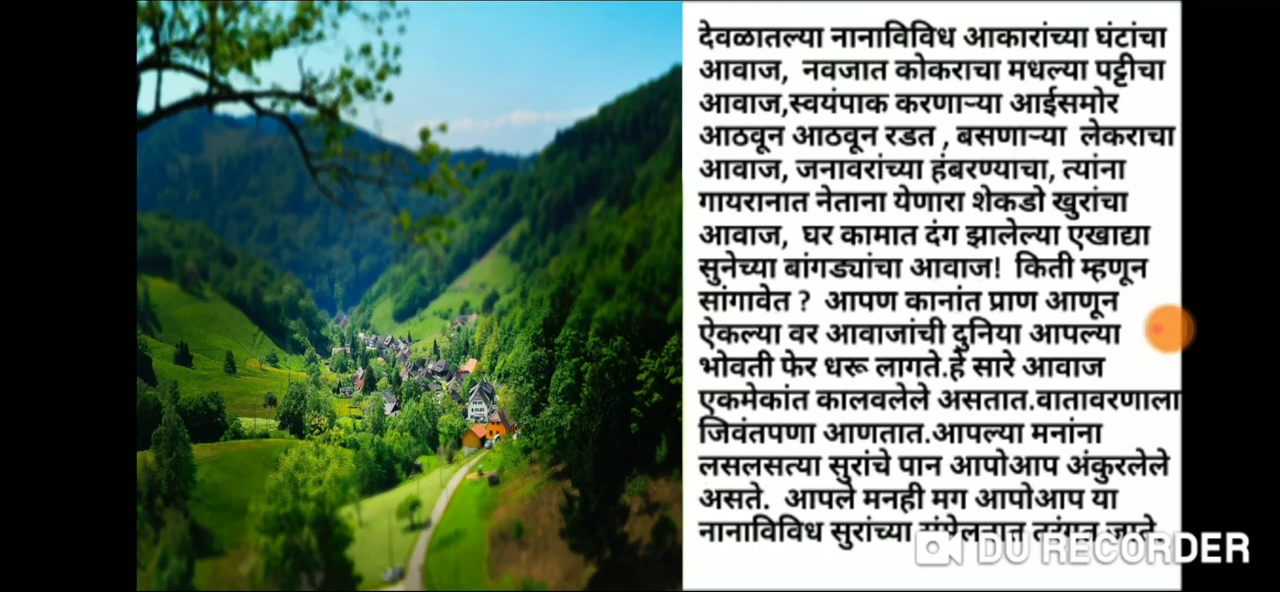 देवळातल्या नानाविविध आकारांच्या घंटांचा
आवाज, नवजात कोकराचा मधल्या पट्टीचा
आवाज,स्वयंपाक करणाऱ्या आईसमोर
आठवून आठवून रडत , बसणाऱ्या लेकराचा
आवाज, जनावरांच्या हंबरण्याचा, त्यांना
गायरानात नेताना येणारा शेकडो खुरांचा
आवाज, घर कामात दंग झालेल्या एखाद्या
सुनेच्या बांगड्यांचा आवाज! किती म्हणून
सांगावेत ? आपण कानांत प्राण आणून
ऐकल्या वर आवाजांची दुनिया आपल्या
भोवती फेर धरू लागते.हे सारे आवाज
एकमेकांत कालवलेले असतात.वातावरणाला
जिवंतपणा आणतात.आपल्या मनांना
लसलसत्या सुरांचे पान आपोआप अंकुरलेले
असते. आपले मनही मग आपोआप या
नानाविविध सुरांच्या जाते
DU RECORDER